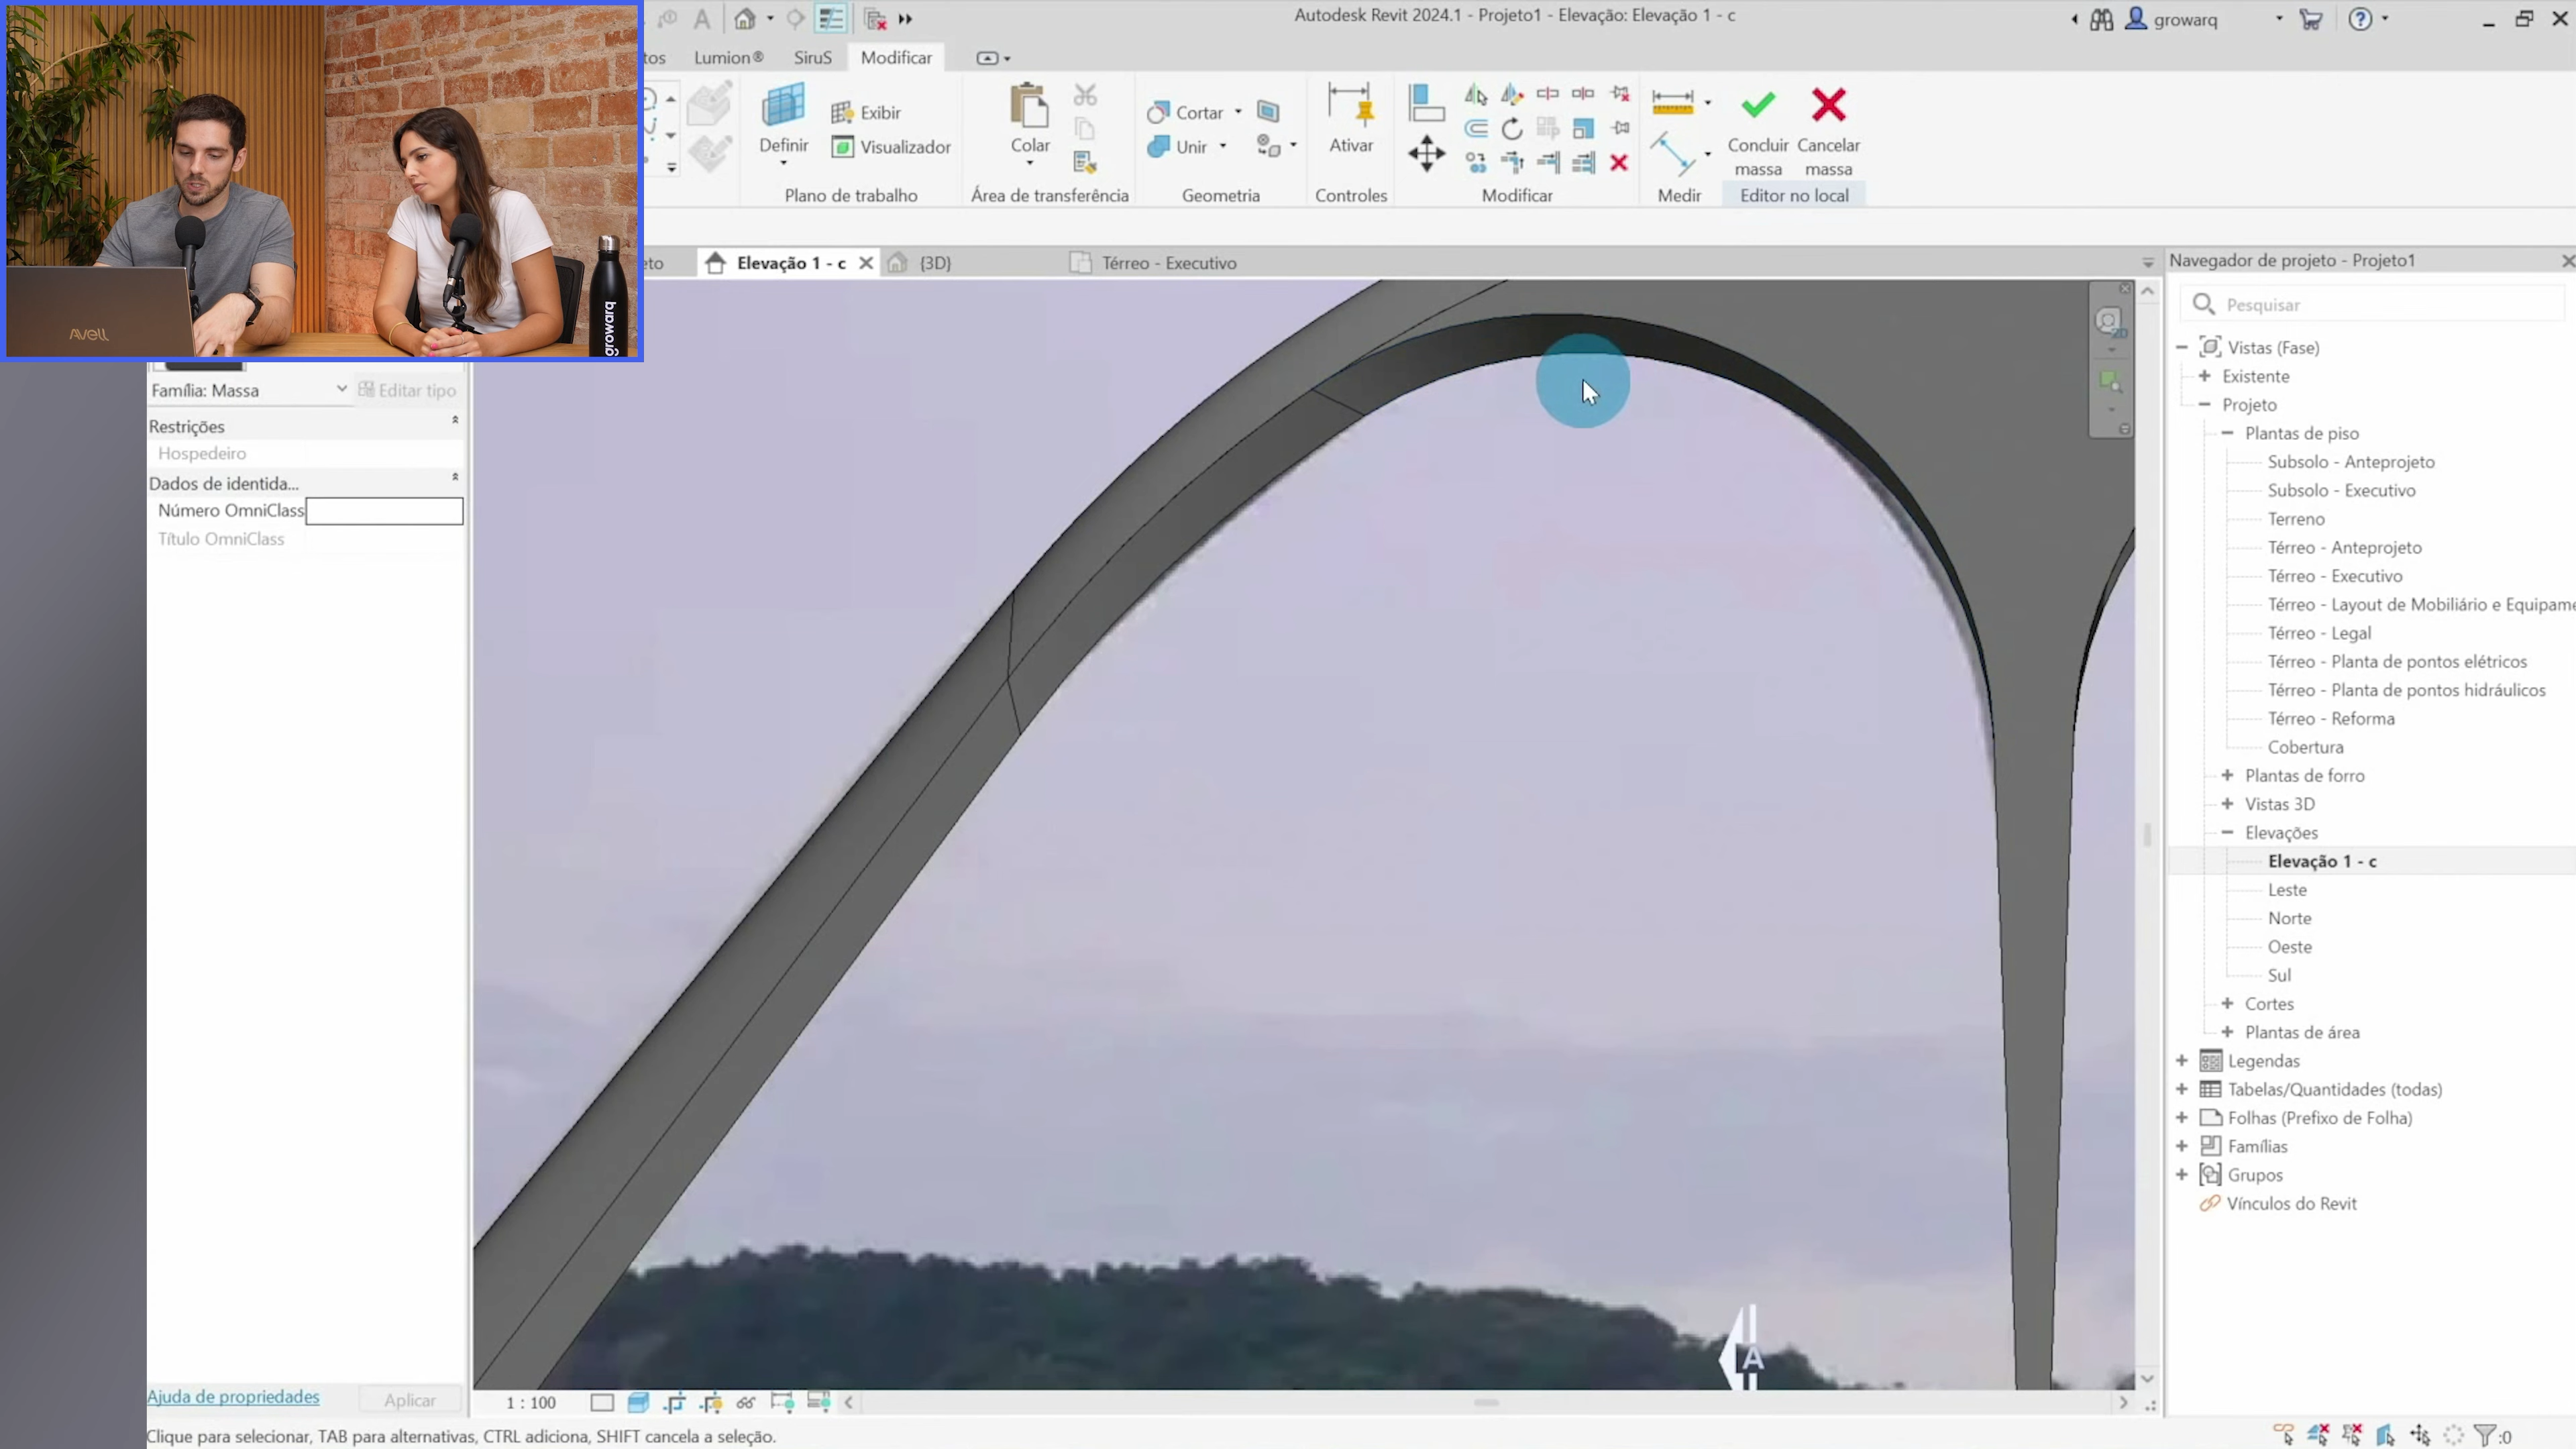 Autodesk Revit 2024.1 - Projeto1 - Elevação: Elevação 1 - c
growarq
tos
Lumion®
SiruS
Modificar
Definir
Exibir
Visualizador
Plano de trabalho
Colar
Área de transferência
Cortar
Unir
Geometria
Ativar
Controles
Modificar
Medir
Concluir massa
Cancelar massa
Editor no local
eto
Elevação 1 - c
{3D}
Térreo - Executivo
AVELL
growarq
Família: Massa
Editar tipo
Restrições
Hospedeiro
Dados de identida...
Número OmniClass
Título OmniClass
Ajuda de propriedades
Aplicar
A
1 : 100
Clique para selecionar, TAB para alternativas, CTRL adiciona, SHIFT cancela a seleção.
Navegador de projeto - Projeto1
Pesquisar
Vistas (Fase)
Existente
Projeto
Plantas de piso
Subsolo - Anteprojeto
Subsolo - Executivo
Terreno
Térreo - Anteprojeto
Térreo - Executivo
Térreo - Layout de Mobiliário e Equipame
Térreo - Legal
Térreo - Planta de pontos elétricos
Térreo - Planta de pontos hidráulicos
Térreo - Reforma
Cobertura
Plantas de forro
Vistas 3D
Elevações
Elevação 1 - c
Leste
Norte
Oeste
Sul
Cortes
Plantas de área
Legendas
Tabelas/Quantidades (todas)
Folhas (Prefixo de Folha)
Famílias
Grupos
Vínculos do Revit
:0